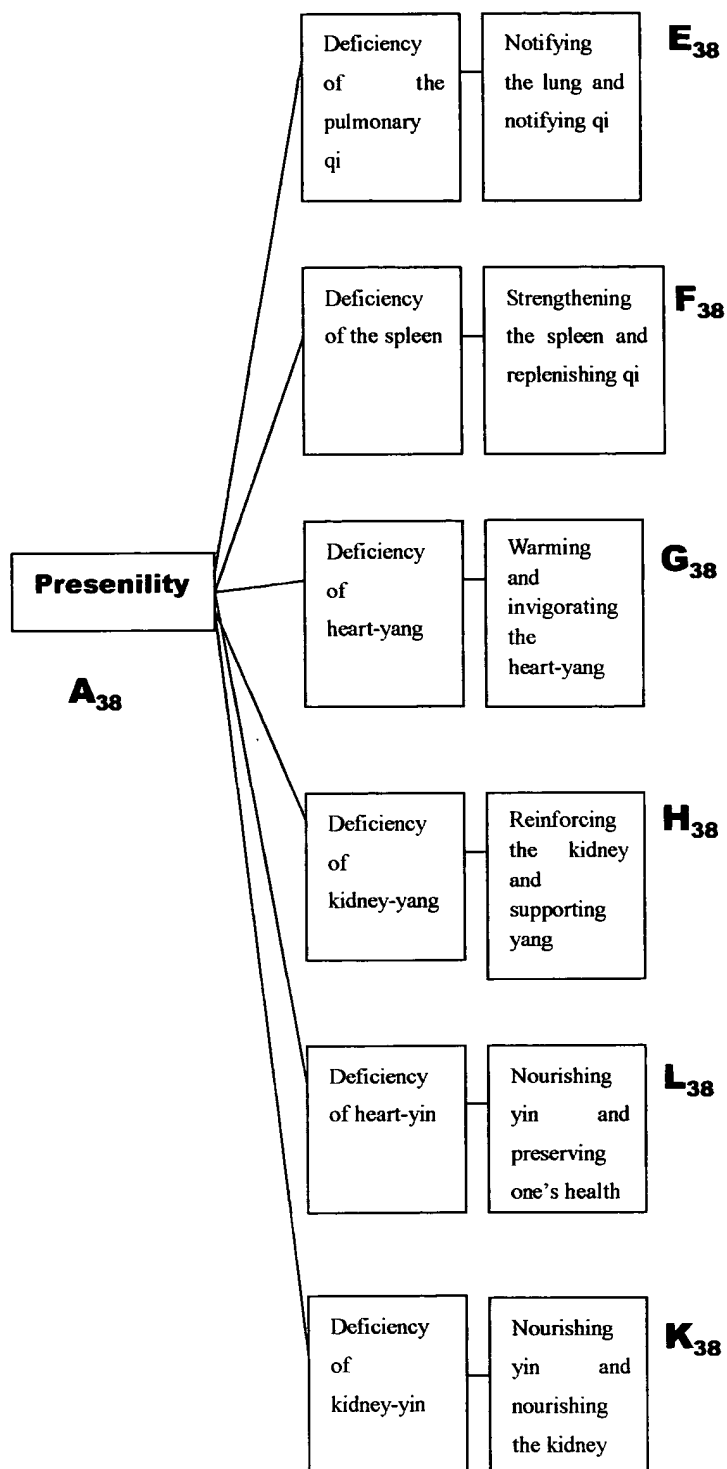 Deficiency
of the
pulmonary
qi
Notifying
the lung and
notifying qi
E38
Deficiency
of the spleen
Strengthening
the spleen and
replenishing qi
F38
Presenility
A38
Deficiency
of
heart-yang
Warming
and
invigorating
the
heart-yang
G38
Deficiency
of
kidney-yang
Reinforcing
the kidney
and
supporting
yang
H38
Deficiency
of heart-yin
Nourishing
yin and
preserving
one's health
L38
Deficiency
of
kidney-yin
Nourishing
yin and
nourishing
the kidney
K38